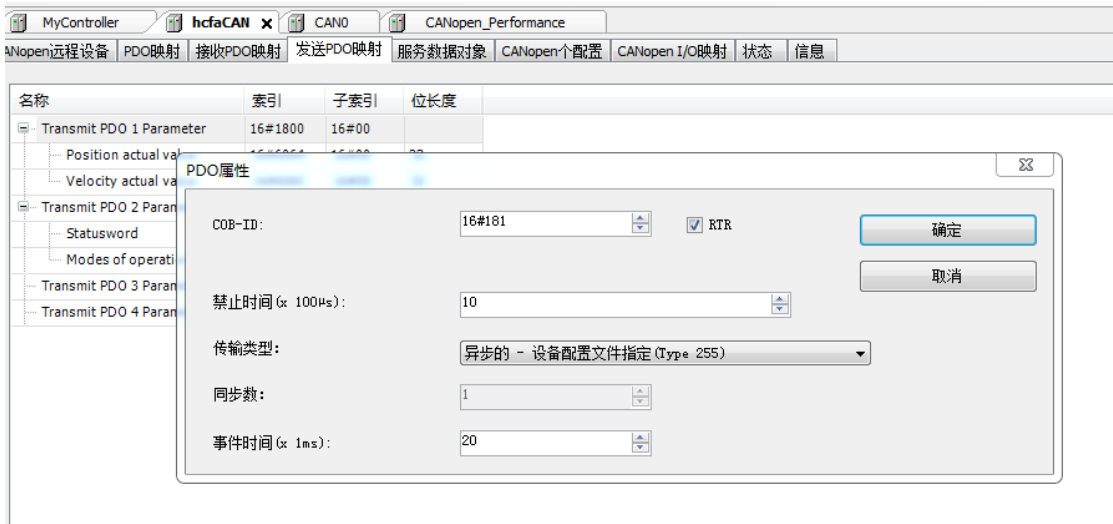 MyController hcfaCAN CAN0 CANopen_Performance
ANopen远程设备 PDO映射 接收PDO映射 发送PDO映射 服务数据对象 CANopen个配置 CANopen I/O映射 状态 信息
名称 索引 子索引 位长度
Transmit PDO 1 Parameter 16#1800 16#00
Position actual
Velocity actual
Transmit PDO 2 Param
Statusword
Modes of operati
Transmit PDO 3 Param
Transmit PDO 4 Param
PDO属性
COB-ID: 16#181 RTR 确定
取消
禁止时间(x 100μs): 10
传输类型: 异步的 - 设备配置文件指定(Type 255)
同步数: 1
事件时间(x 1ms): 20